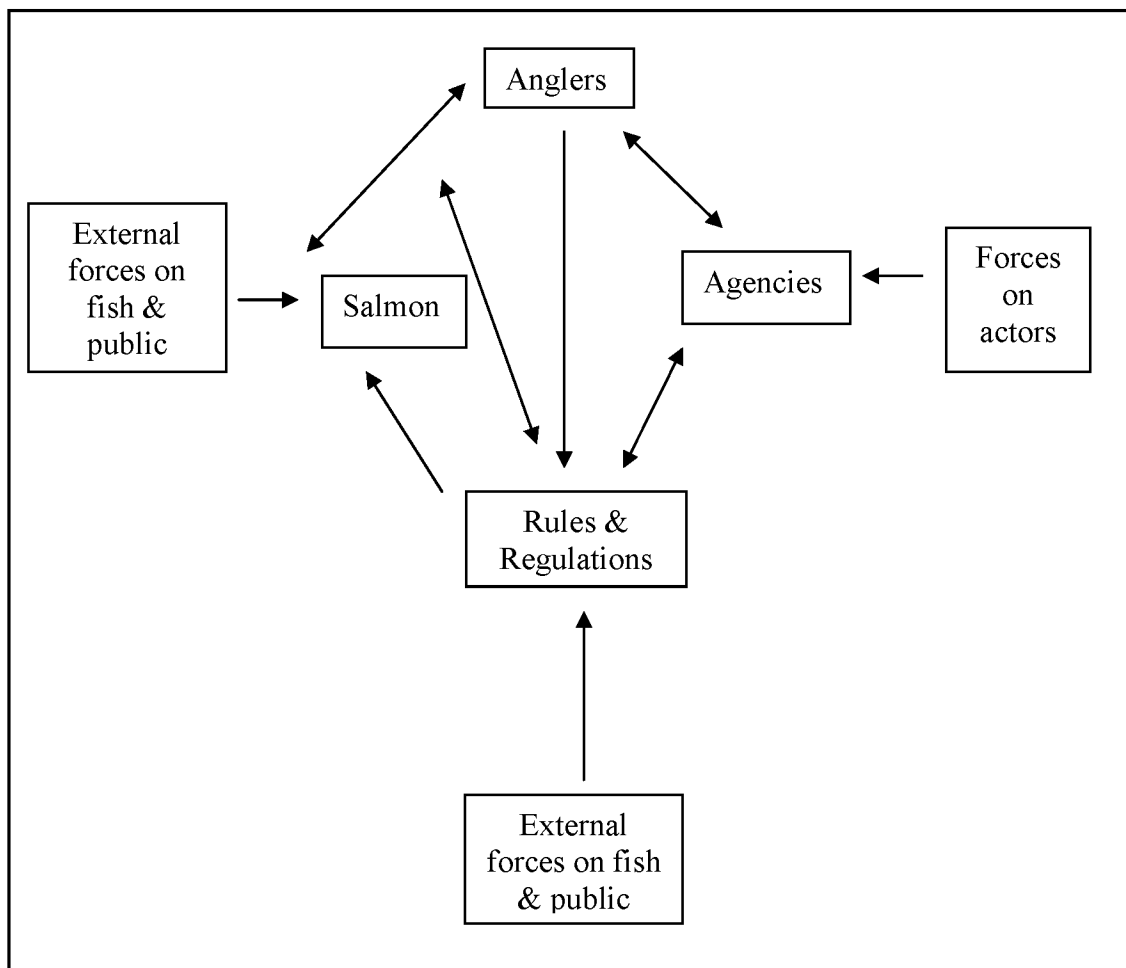 Anglers
External
forces on
fish &
public
Salmon
Agencies
Forces
on
actors
Rules &
Regulations
External
forces on fish
& public